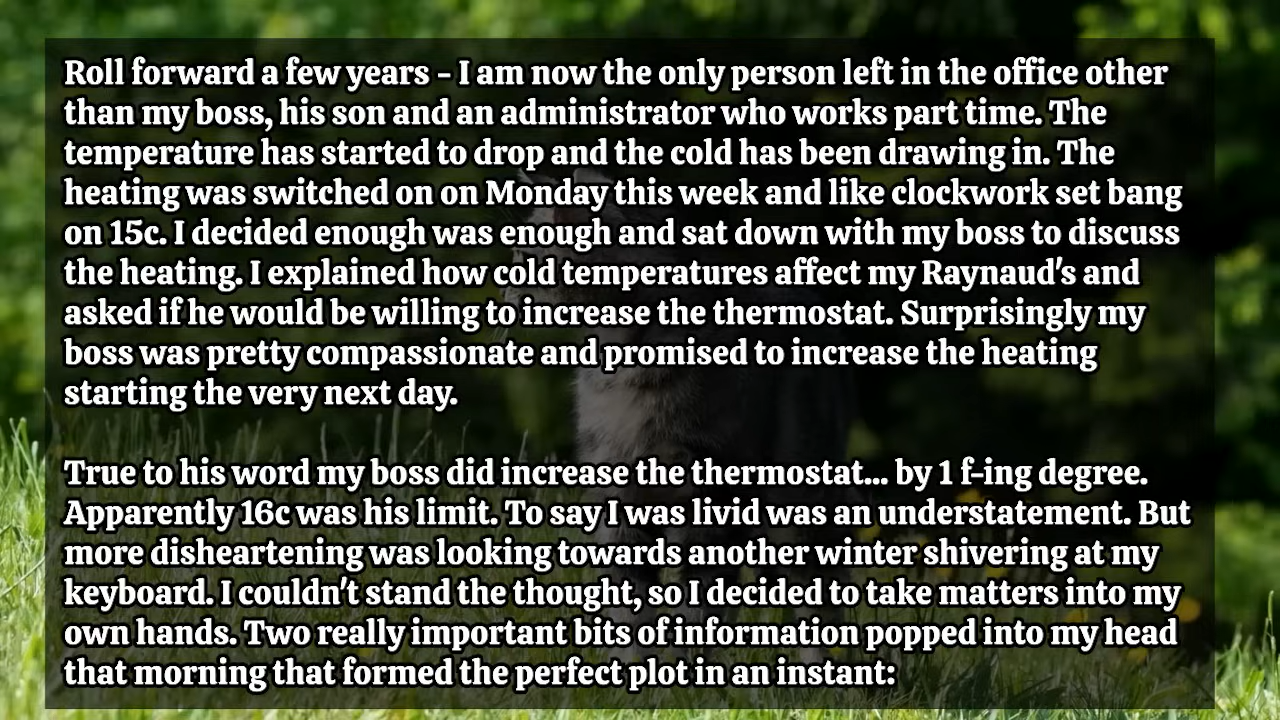 Roll forward a few years - I am now the only person left in the office other
than my boss, his son and an administrator who works part time. The
temperature has started to drop and the cold has been drawing in. The
heating was switched on on Monday this week and like clockwork set bang
on 15c. I decided enough was enough and sat down with my boss to discuss
the heating. I explained how cold temperatures affect my Raynaud's and
asked if he would be willing to increase the thermostat. Surprisingly my
boss was pretty compassionate and promised to increase the heating
starting the very next day.
True to his word my boss did increase the thermostat... by 1 f-ing degree.
Apparently 16c was his limit. To say I was livid was an understatement. But
more disheartening was looking towards another winter shivering at my
keyboard. I couldn't stand the thought, so I decided to take matters into my
own hands. Two really important bits of information popped into my head
that morning that formed the perfect plot in an instant: